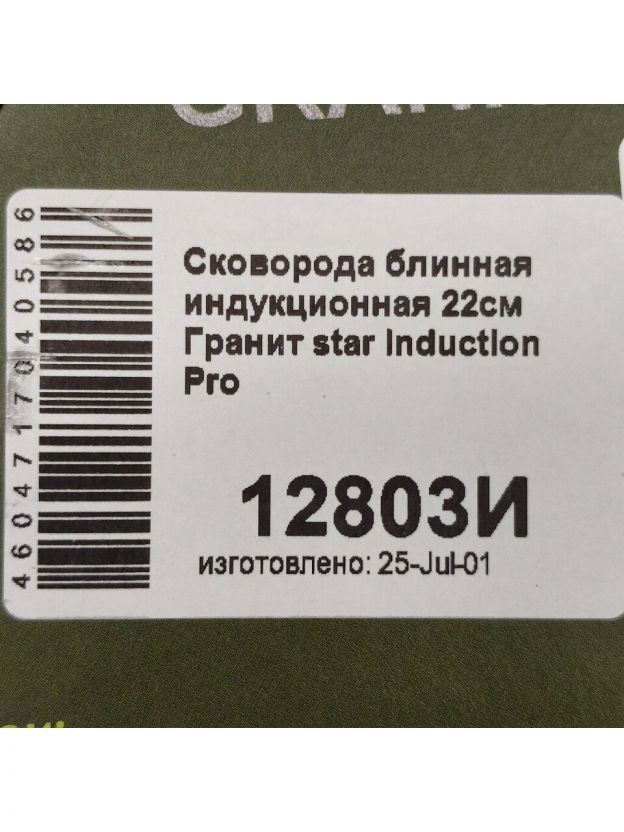 Сковорода блинная
индукционная 22см
Гранит star Induction
Pro
12803И
изготовлено: 25-Jul-01
4604717040586